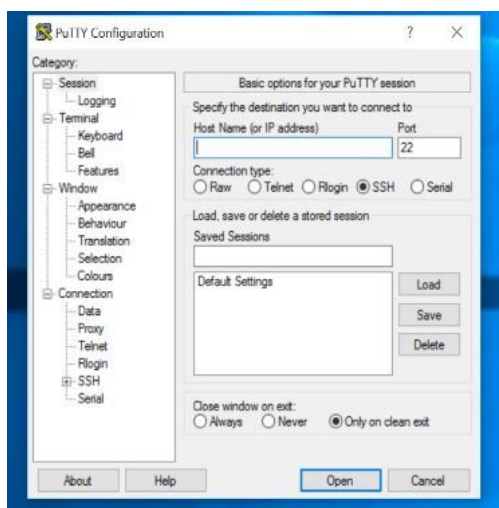 PuTTY Configuration
?
Category:
Session
Logging
Terminal
Keyboard
Bell
Features
Window
Appearance
Behaviour
Translation
Selection
Colours
Connection
Data
Proxy
Telnet
Rlogin
SSH
Serial
Basic options for your PuTTY session
Specify the destination you want to connect to
Host Name (or IP address) Port
22
Connection type:
Raw Telnet Rlogin SSH Serial
Load, save or delete a stored session
Saved Sessions
Default Settings
Load
Save
Delete
Close window on exit:
Always Never Only on clean exit
About Help Open Cancel